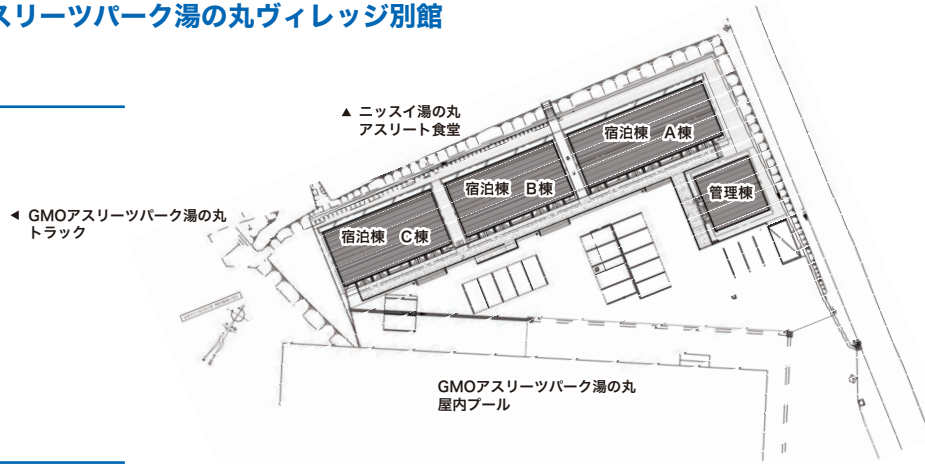 スリーツパーク湯の丸ヴィレッジ別館
▲ ニッスイ湯の丸
アスリート食堂
宿泊棟　A棟
宿泊棟　B棟
管理棟
◀ GMOアスリーツパーク湯の丸
トラック
宿泊棟　C棟
GMOアスリーツパーク湯の丸
屋内プール